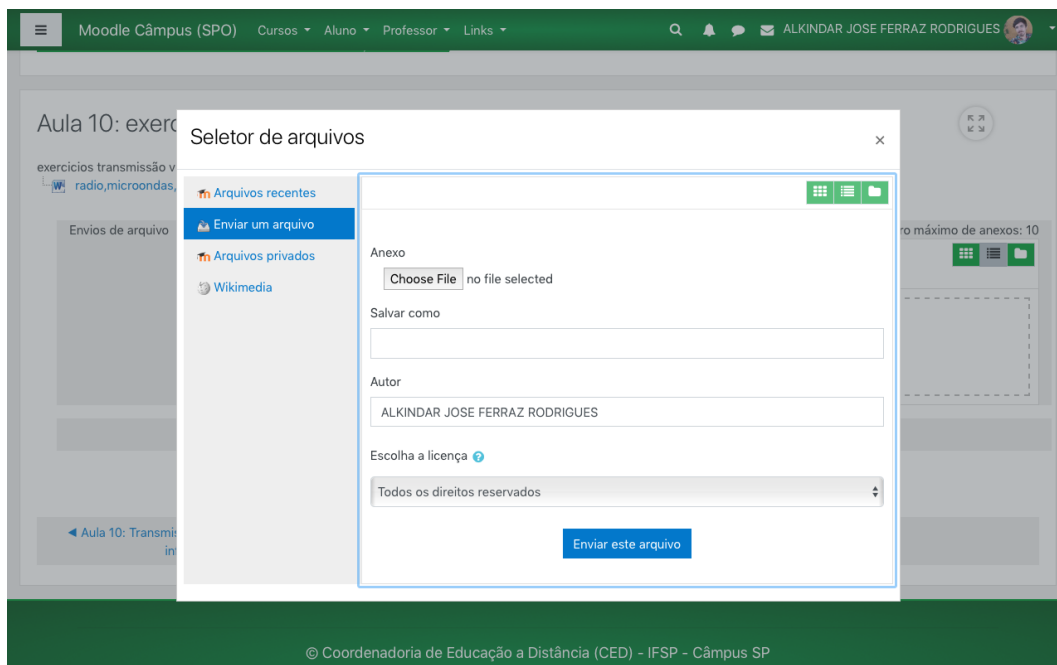 Moodle Câmpus (SPO) Cursos Aluno Professor Links ALKINDAR JOSE FERRAZ RODRIGUES
Aula 10: exerc
exercicios transmissão v
radio,microondas,
Envios de arquivo
ro máximo de anexos: 10
Seletor de arquivos
×
Arquivos recentes
Enviar um arquivo
Arquivos privados
Wikimedia
Anexo
Choose File no file selected
Salvar como
Autor
ALKINDAR JOSE FERRAZ RODRIGUES
Escolha a licença ?
Todos os direitos reservados
Enviar este arquivo
◄ Aula 10: Transmis
in
© Coordenadoria de Educação a Distância (CED) - IFSP - Câmpus SP